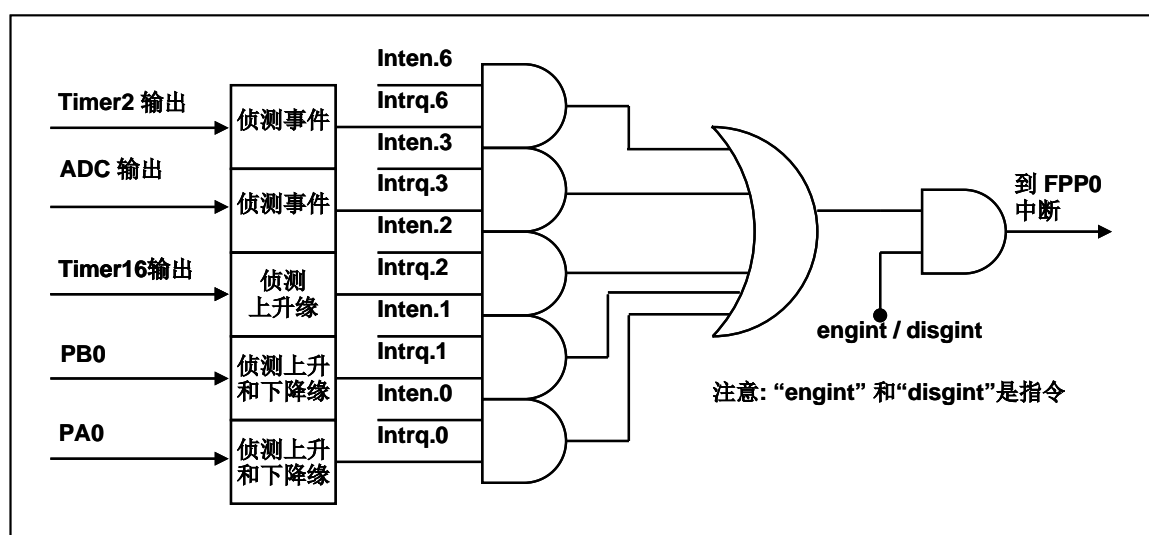 Timer2 输出
ADC 输出
Timer16输出
PB0
PA0
侦测事件
侦测事件
侦测
上升缘
侦测上升
和下降缘
侦测上升
和下降缘
Inten.6
Intrq.6
Inten.3
Intrq.3
Inten.2
Intrq.2
Inten.1
Intrq.1
Inten.0
Intrq.0
到 FPP0
中断
engint / disgint
注意: “engint” 和“disgint”是指令